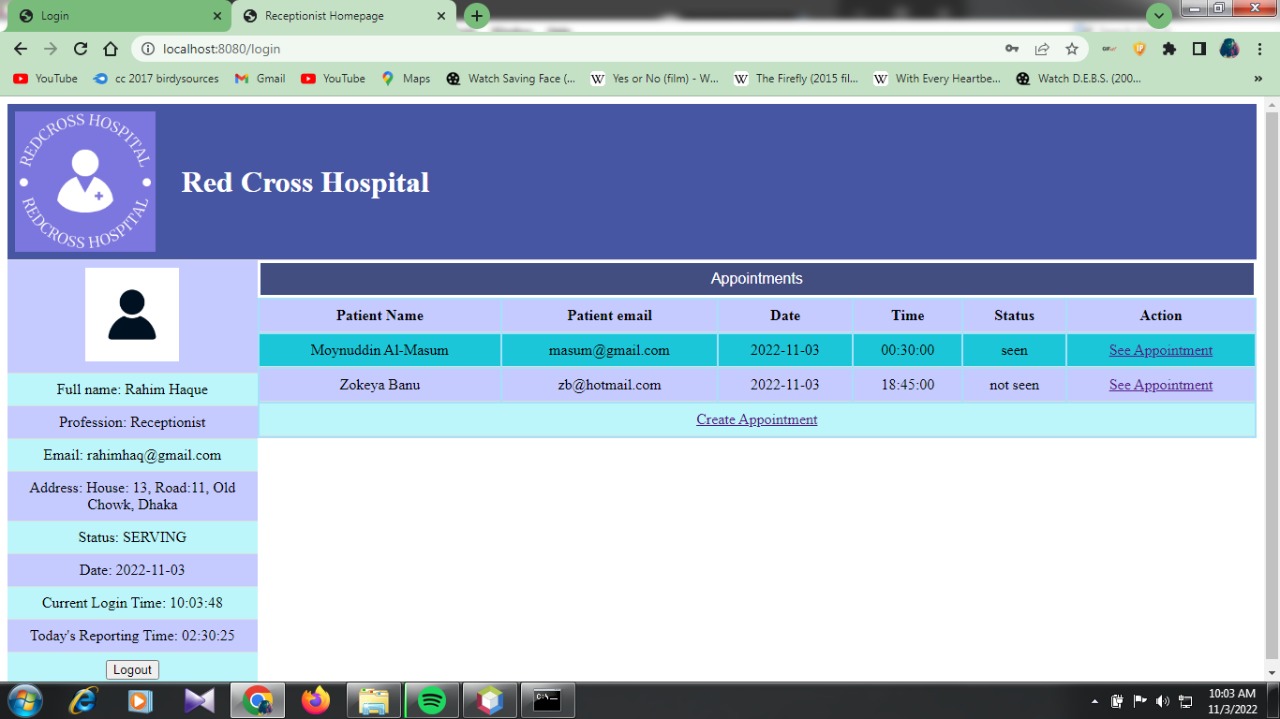 Login
Receptionist Homepage
localhost:8080/login
YouTube cc 2017 birdysources Gmail YouTube Maps Watch Saving Face (... Yes or No (film) - W... The Firefly (2015 fil... With Every Heartbe... Watch D.E.B.S. (200... »
REDCROSS HOSPITAL
REDCROSS HOSPITAL
Red Cross Hospital
Appointments
Patient Name Patient email Date Time Status Action
Moynuddin Al-Masum masum@gmail.com 2022-11-03 00:30:00 seen See Appointment
Zokeya Banu zb@hotmail.com 2022-11-03 18:45:00 not seen See Appointment
Create Appointment
Full name: Rahim Haque
Profession: Receptionist
Email: rahimhaq@gmail.com
Address: House: 13, Road:11, Old
Chowk, Dhaka
Status: SERVING
Date: 2022-11-03
Current Login Time: 10:03:48
Today's Reporting Time: 02:30:25
Logout
10:03 AM
11/3/2022